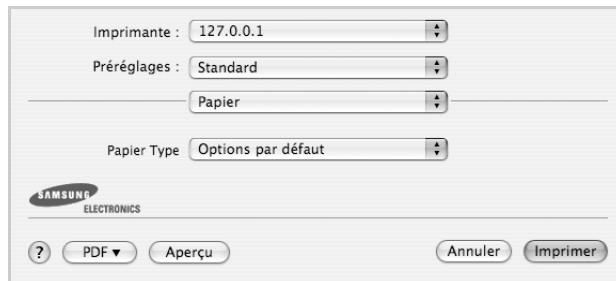 Imprimante : 127.0.0.1
Préréglages : Standard
Papier
Papier Type Options par défaut
SAMSUNG
ELECTRONICS
? PDF ▼ Aperçu Annuler Imprimer